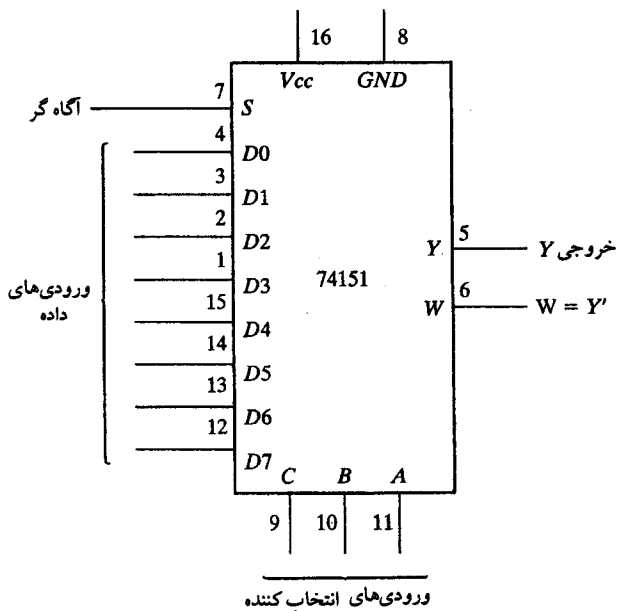 16 8
Vcc GND
آگاه گر 7 S
4 D0
3 D1
2 D2
1 D3
15 D4
14 D5
13 D6
12 D7
ورودی‌های
داده
74151
Y 5 خروجی Y
W 6 W = Y'
C B A
9 10 11
ورودی‌های انتخاب کننده